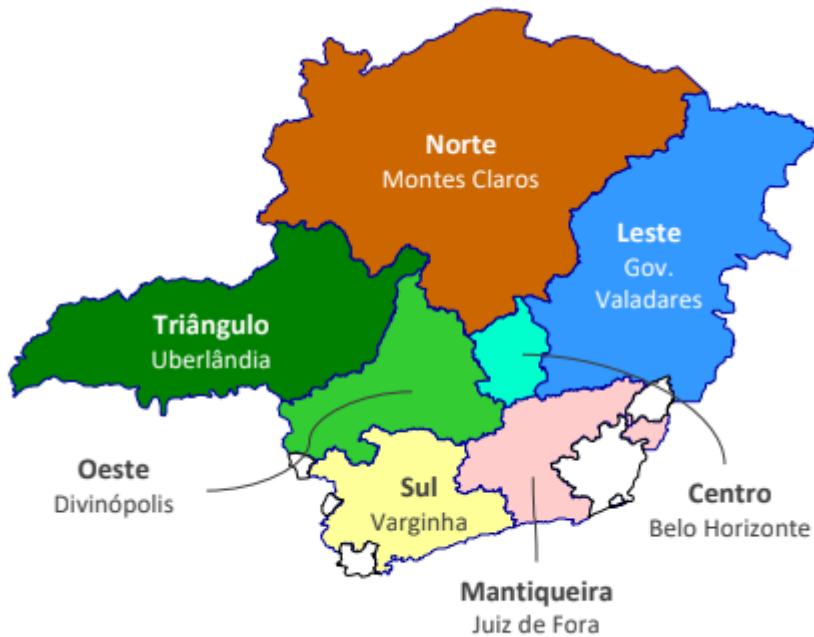 Norte
Montes Claros
Leste
Gov.
Valadares
Triângulo
Uberlândia
Oeste
Divinópolis
Sul
Varginha
Centro
Belo Horizonte
Mantiqueira
Juiz de Fora